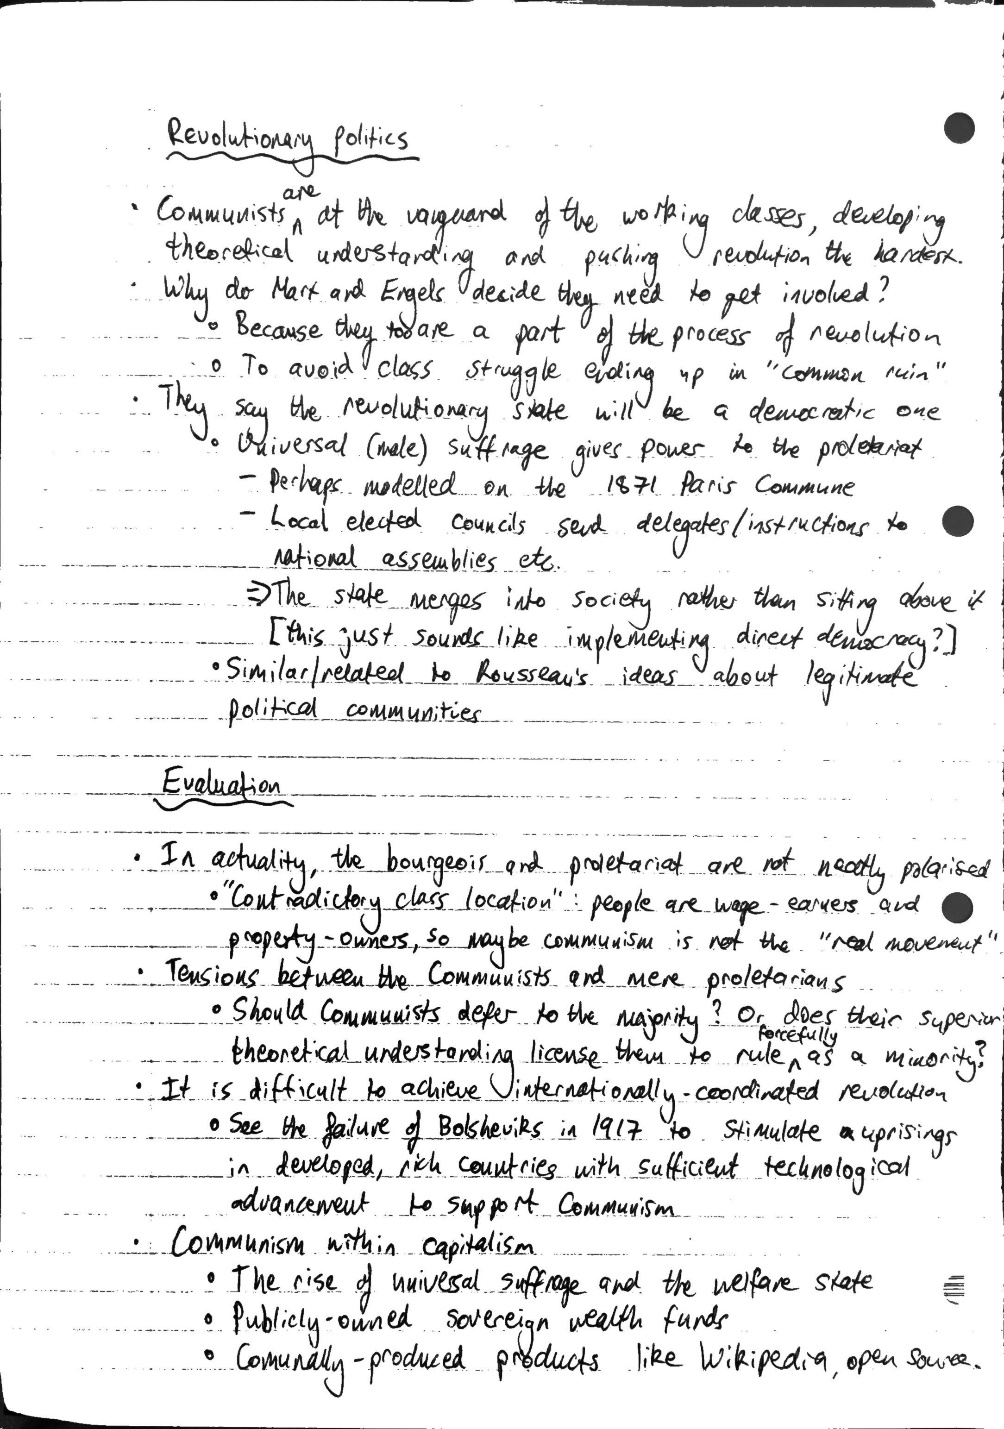 Revolutionary politics
• Communists are at the vanguard of the working classes, developing
theoretical understanding and pushing revolution the hardest.
• Why do Marx and Engels decide they need to get involved?
o Because they too are a part of the process of revolution
o To avoid class struggle ending up in "common ruin"
• They say the revolutionary state will be a democratic one
o Universal (male) suffrage gives power to the proletariat
- Perhaps modelled on the 1871 Paris Commune
- Local elected councils send delegates/instructions to
national assemblies etc.
⇒ The state merges into society rather than sitting above it
[this just sounds like implementing direct democracy?]
• Similar/related to Rousseau's ideas about legitimate
political communities
Evaluation
• In actuality, the bourgeois and proletariat are not neatly polarised
• "Contradictory class location": people are wage-earners and
property-owners, so maybe communism is not the "real movement"
• Tensions between the Communists and mere proletarians
• Should Communists defer to the majority? Or does their superior
theoretical understanding license them to rule forcefully as a minority?
• It is difficult to achieve internationally-coordinated revolution
• See the failure of Bolsheviks in 1917 to stimulate uprisings
in developed, rich countries with sufficient technological
advancement to support Communism
• Communism within capitalism
• The rise of universal suffrage and the welfare state
• Publicly-owned sovereign wealth funds
• Comunally-produced products like Wikipedia, open source.